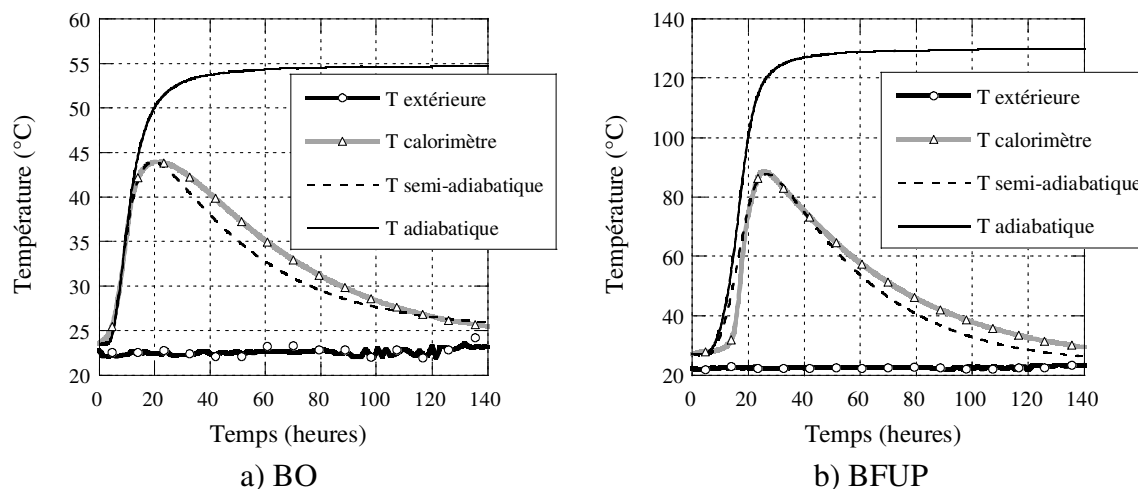 60
55
50
45
40
35
30
25
20
Température (°C)
0 20 40 60 80 100 120 140
Temps (heures)
T extérieure
T calorimètre
T semi-adiabatique
T adiabatique
a) BO
140
120
100
80
60
40
20
Température (°C)
0 20 40 60 80 100 120 140
Temps (heures)
T extérieure
T calorimètre
T semi-adiabatique
T adiabatique
b) BFUP